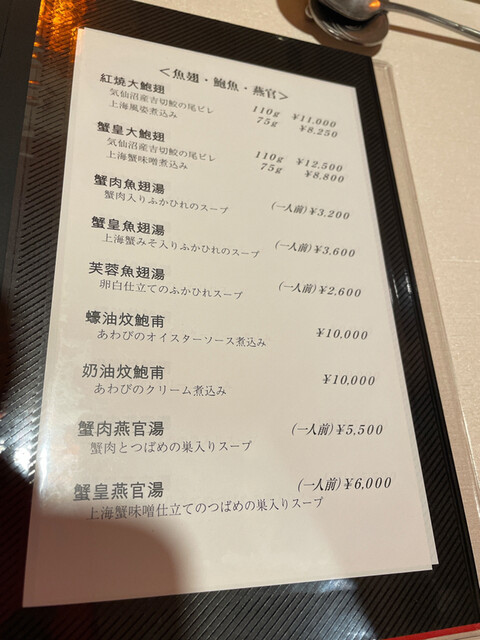 ＜魚翅・鮑魚・燕官＞
紅燒大鮑翅
気仙沼産吉切鮫の尾ビレ 110g ¥11,000
上海風姿煮込み 75g ¥8,250
蟹皇大鮑翅
気仙沼産吉切鮫の尾ビレ 110g ¥12,500
上海蟹味噌煮込み 75g ¥8,800
蟹肉魚翅湯
蟹肉入りふかひれのスープ (一人前)¥3,200
蟹皇魚翅湯
上海蟹みそ入りふかひれのスープ (一人前)¥3,600
芙蓉魚翅湯
卵白仕立てのふかひれスープ (一人前)¥2,600
蠔油炆鮑甫 ¥10,000
あわびのオイスターソース煮込み
奶油炆鮑甫 ¥10,000
あわびのクリーム煮込み
蟹肉燕官湯 (一人前)¥5,500
蟹肉とつばめの巣入りスープ
蟹皇燕官湯 (一人前)¥6,000
上海蟹味噌仕立てのつばめの巣入りスープ